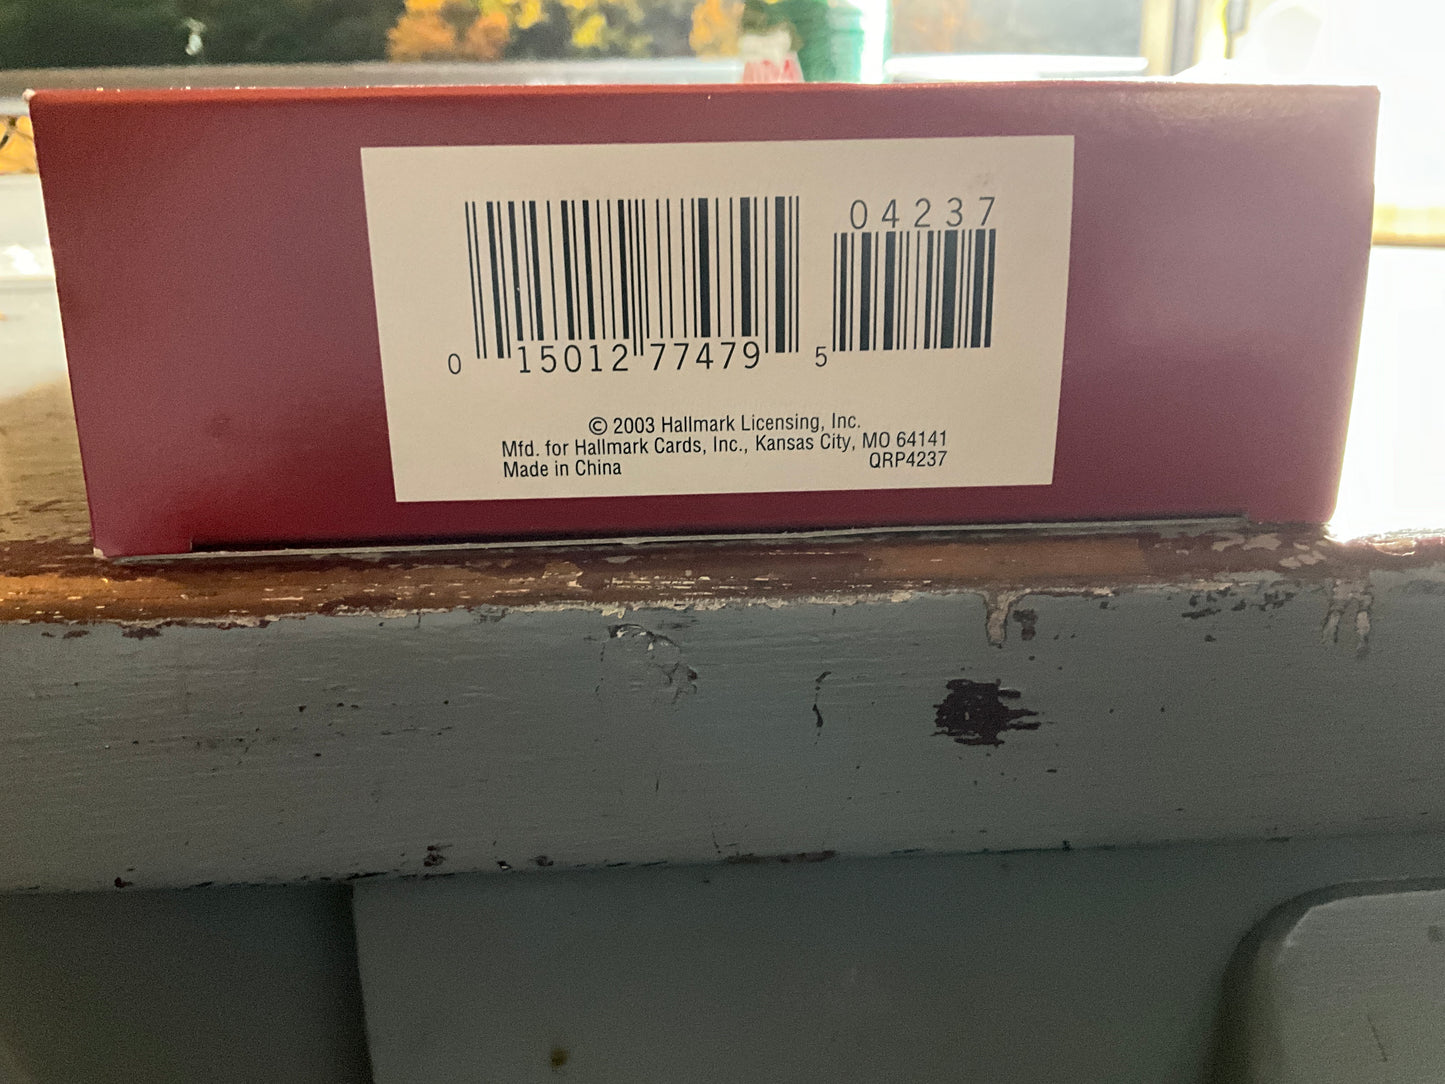 04237
0 15012 77479 5
© 2003 Hallmark Licensing, Inc.
Mfd. for Hallmark Cards, Inc., Kansas City, MO 64141
Made in China QRP4237